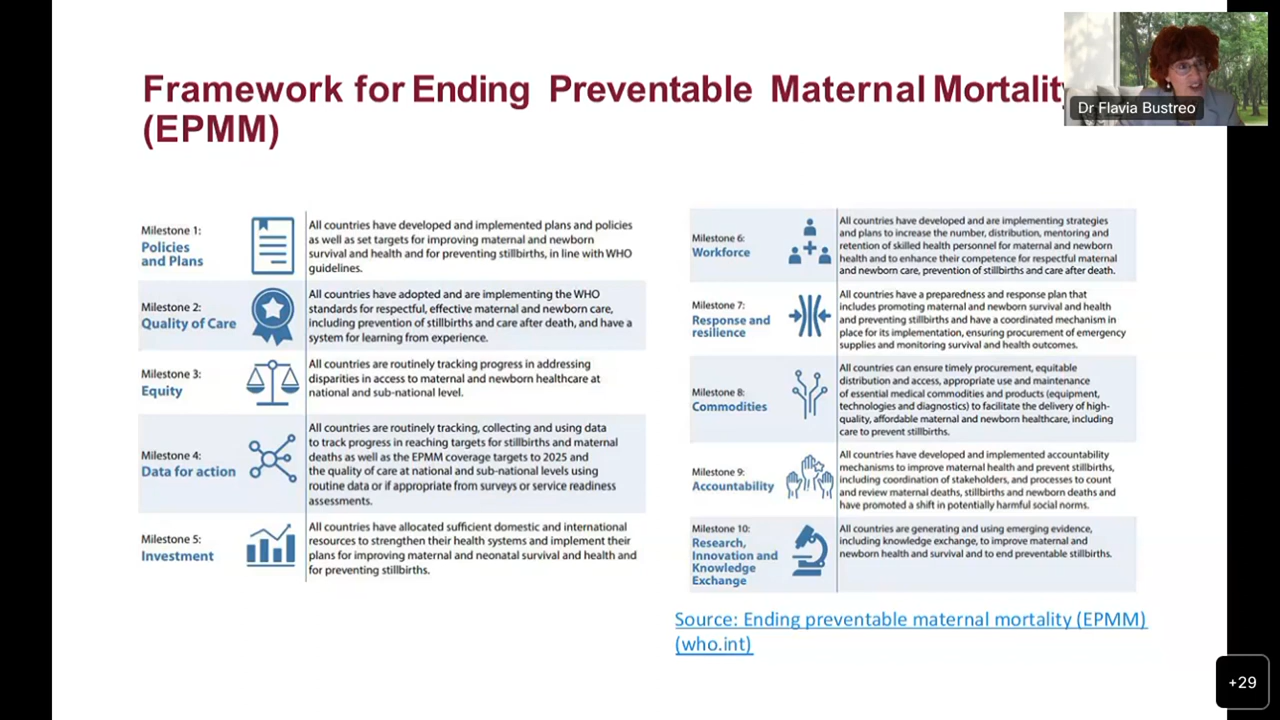 Framework for Ending Preventable Maternal Mortality
(EPMM)
Dr Flavia Bustreo
Milestone 1:
Policies
and Plans
All countries have developed and implemented plans and policies
as well as set targets for improving maternal and newborn
survival and health and for preventing stillbirths, in line with WHO
guidelines.
Milestone 2:
Quality of Care
All countries have adopted and are implementing the WHO
standards for respectful, effective maternal and newborn care,
including prevention of stillbirths and care after death, and have a
system for learning from experience.
Milestone 3:
Equity
All countries are routinely tracking progress in addressing
disparities in access to maternal and newborn healthcare at
national and sub-national level.
Milestone 4:
Data for action
All countries are routinely tracking, collecting and using data
to track progress in reaching targets for stillbirths and maternal
deaths as well as the EPMM coverage targets to 2025 and
the quality of care at national and sub-national levels using
routine data or if appropriate from surveys or service readiness
assessments.
Milestone 5:
Investment
All countries have allocated sufficient domestic and international
resources to strengthen their health systems and implement their
plans for improving maternal and neonatal survival and health and
for preventing stillbirths.
Milestone 6:
Workforce
All countries have developed and are implementing strategies
and plans to increase the number, distribution, mentoring and
retention of skilled health personnel for maternal and newborn
health and to enhance their competence for respectful maternal
and newborn care, prevention of stillbirths and care after death.
Milestone 7:
Response and
resilience
All countries have a preparedness and response plan that
includes promoting maternal and newborn survival and health
and preventing stillbirths and have a coordinated mechanism in
place for its implementation, ensuring procurement of emergency
supplies and monitoring survival and health outcomes.
Milestone 8:
Commodities
All countries can ensure timely procurement, equitable
distribution and access, appropriate use and maintenance
of essential medical commodities and products (equipment,
technologies and diagnostics) to facilitate the delivery of high-
quality, affordable maternal and newborn healthcare, including
care to prevent stillbirths.
Milestone 9:
Accountability
All countries have developed and implemented accountability
mechanisms to improve maternal health and prevent stillbirths,
including coordination of stakeholders, and processes to count
and review maternal deaths, stillbirths and newborn deaths and
have promoted a shift in potentially harmful social norms.
Milestone 10:
Research,
Innovation and
Knowledge
Exchange
All countries are generating and using emerging evidence,
including knowledge exchange, to improve maternal and
newborn health and survival and to end preventable stillbirths.
Source: Ending preventable maternal mortality (EPMM)
(who.int)
+29